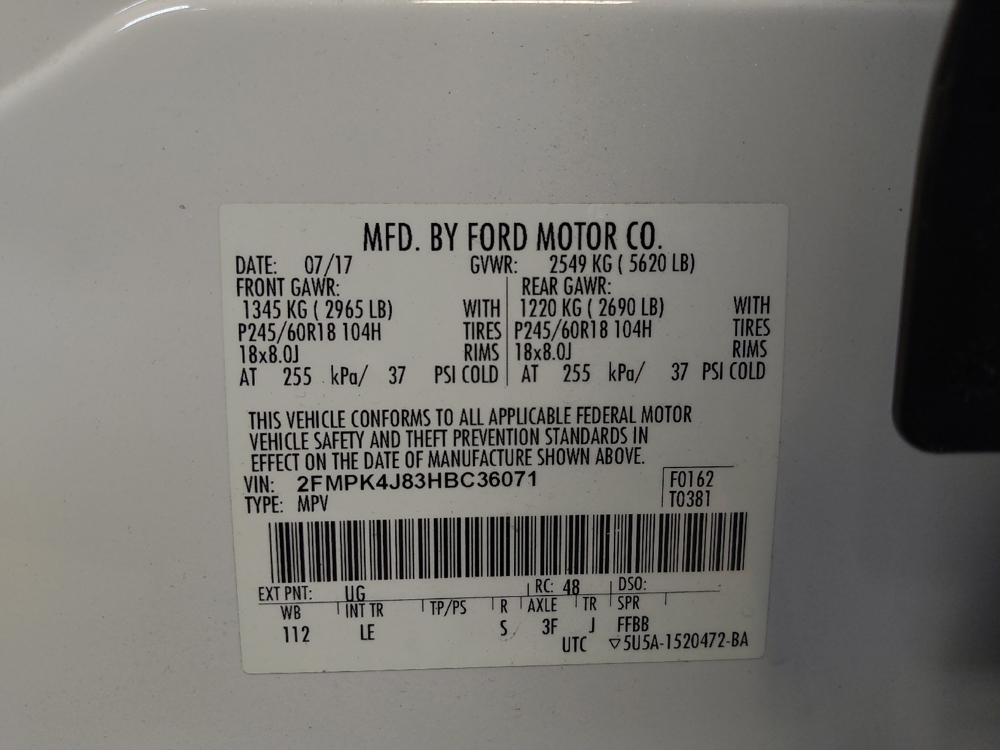 MFD. BY FORD MOTOR CO.
DATE: 07/17 GVWR: 2549 KG ( 5620 LB)
FRONT GAWR: REAR GAWR:
1345 KG ( 2965 LB) WITH 1220 KG ( 2690 LB) WITH
P245/60R18 104H TIRES P245/60R18 104H TIRES
18x8.0J RIMS 18x8.0J RIMS
AT 255 kPa/ 37 PSI COLD AT 255 kPa/ 37 PSI COLD
THIS VEHICLE CONFORMS TO ALL APPLICABLE FEDERAL MOTOR
VEHICLE SAFETY AND THEFT PREVENTION STANDARDS IN
EFFECT ON THE DATE OF MANUFACTURE SHOWN ABOVE.
VIN: 2FMPK4J83HBC36071 F0162
TYPE: MPV T0381
EXT PNT: UG RC: 48 DSO:
WB INT TR TP/PS R AXLE TR SPR
112 LE S 3F J FFBB
UTC ▽5U5A-1520472-BA